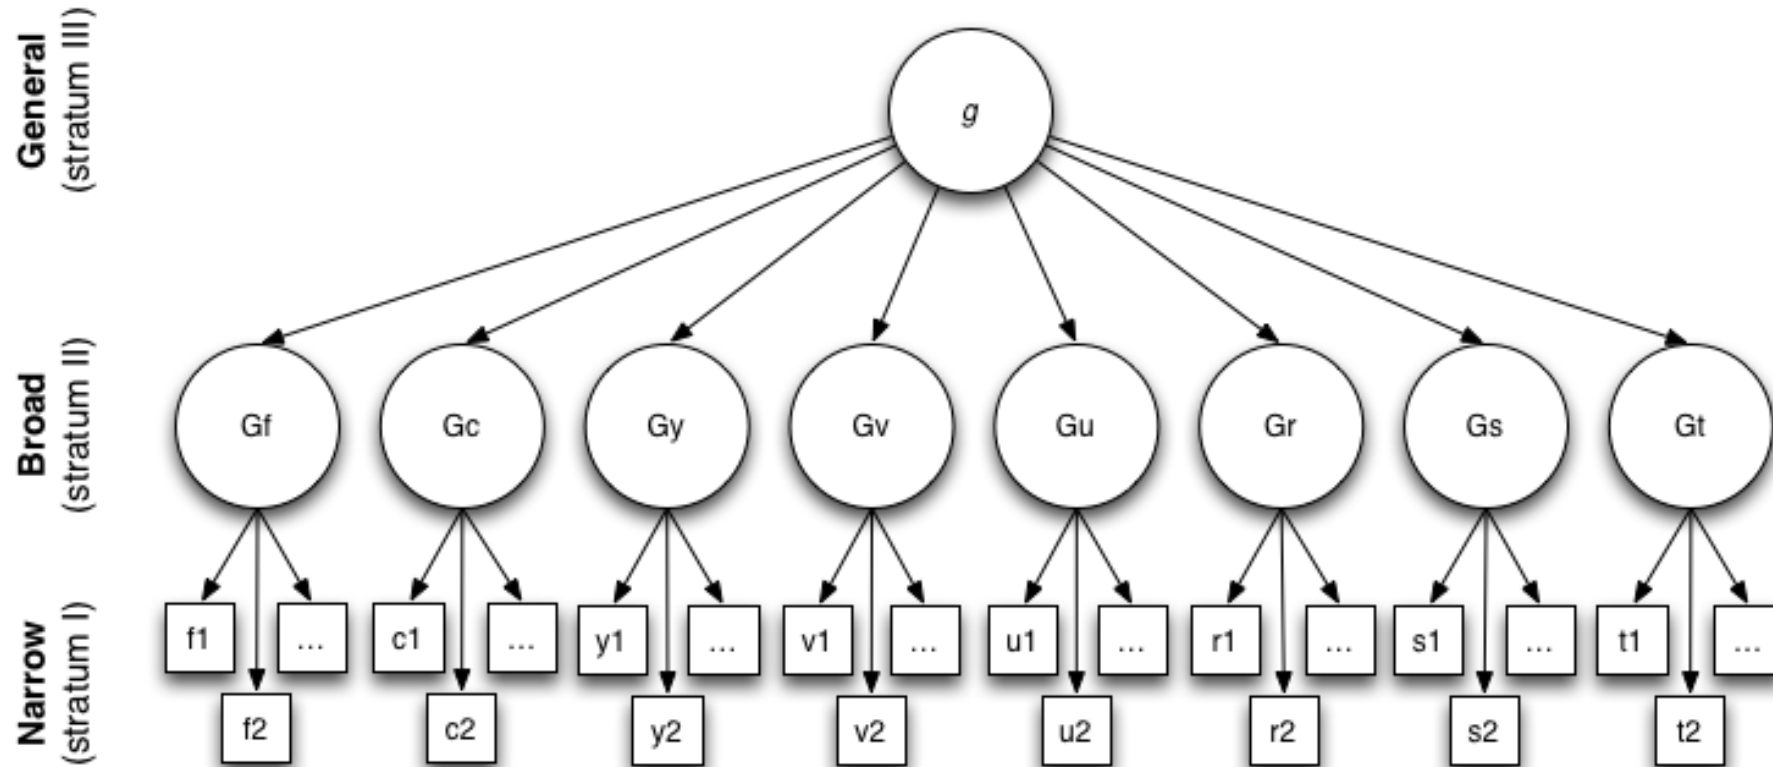 General
(stratum III)
g
Broad
(stratum II)
Gf Gc Gy Gv Gu Gr Gs Gt
Narrow
(stratum I)
f1 ... c1 ... y1 ... v1 ... u1 ... r1 ... s1 ... t1 ...
f2 c2 y2 v2 u2 r2 s2 t2